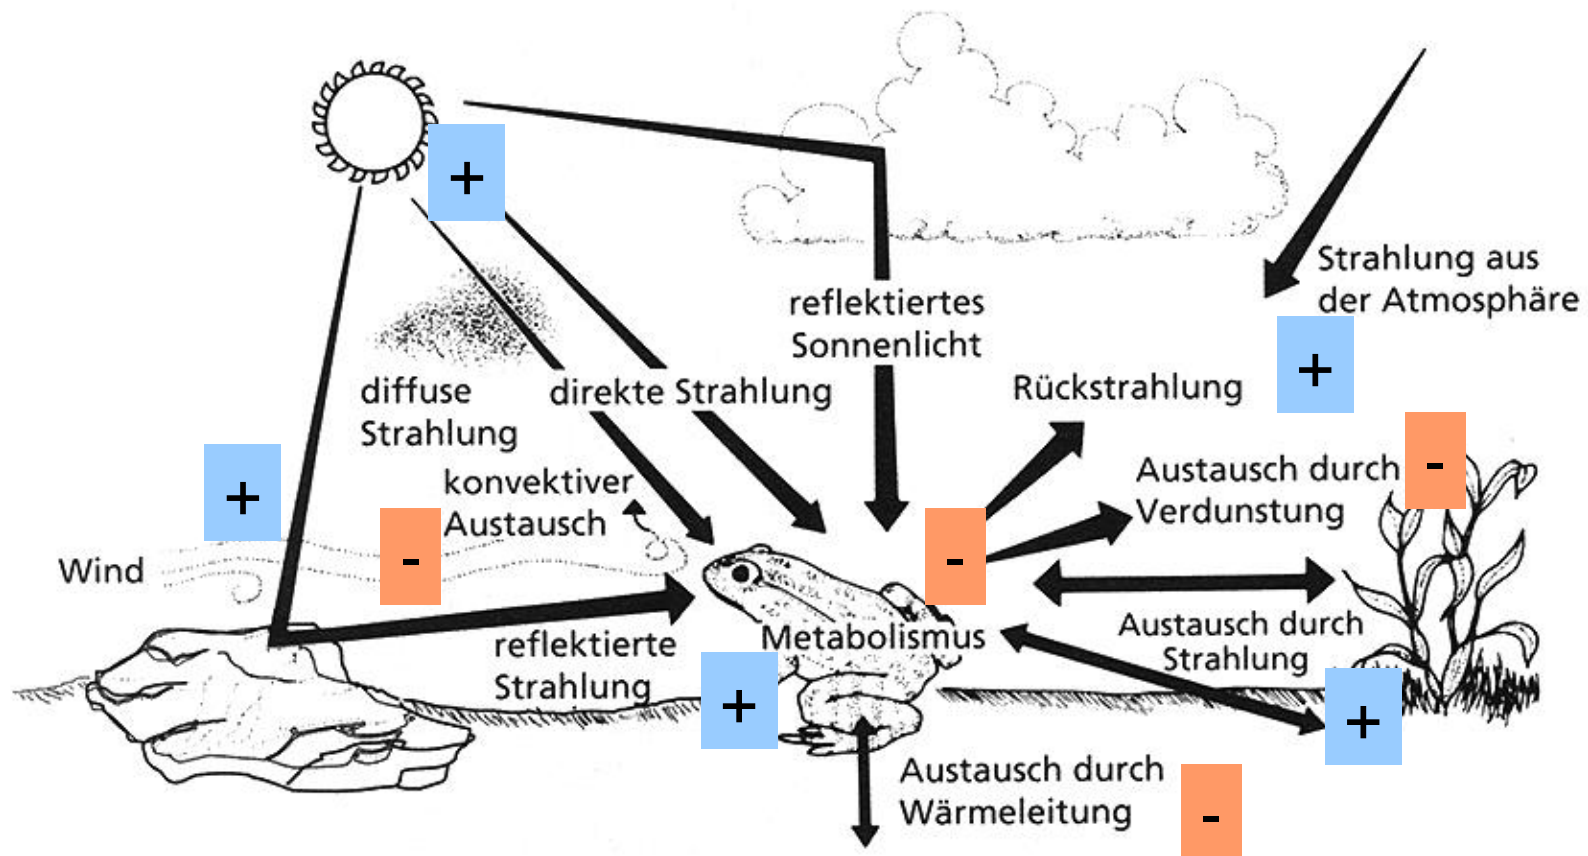 +
Strahlung aus
der Atmosphäre
reflektiertes
Sonnenlicht
+
diffuse
Strahlung
direkte Strahlung
Rückstrahlung
+
konvektiver
Austausch
Austausch durch
Verdunstung
-
Wind
-
-
Metabolismus
Austausch durch
Strahlung
reflektierte
Strahlung
+
+
Austausch durch
Wärmeleitung
-